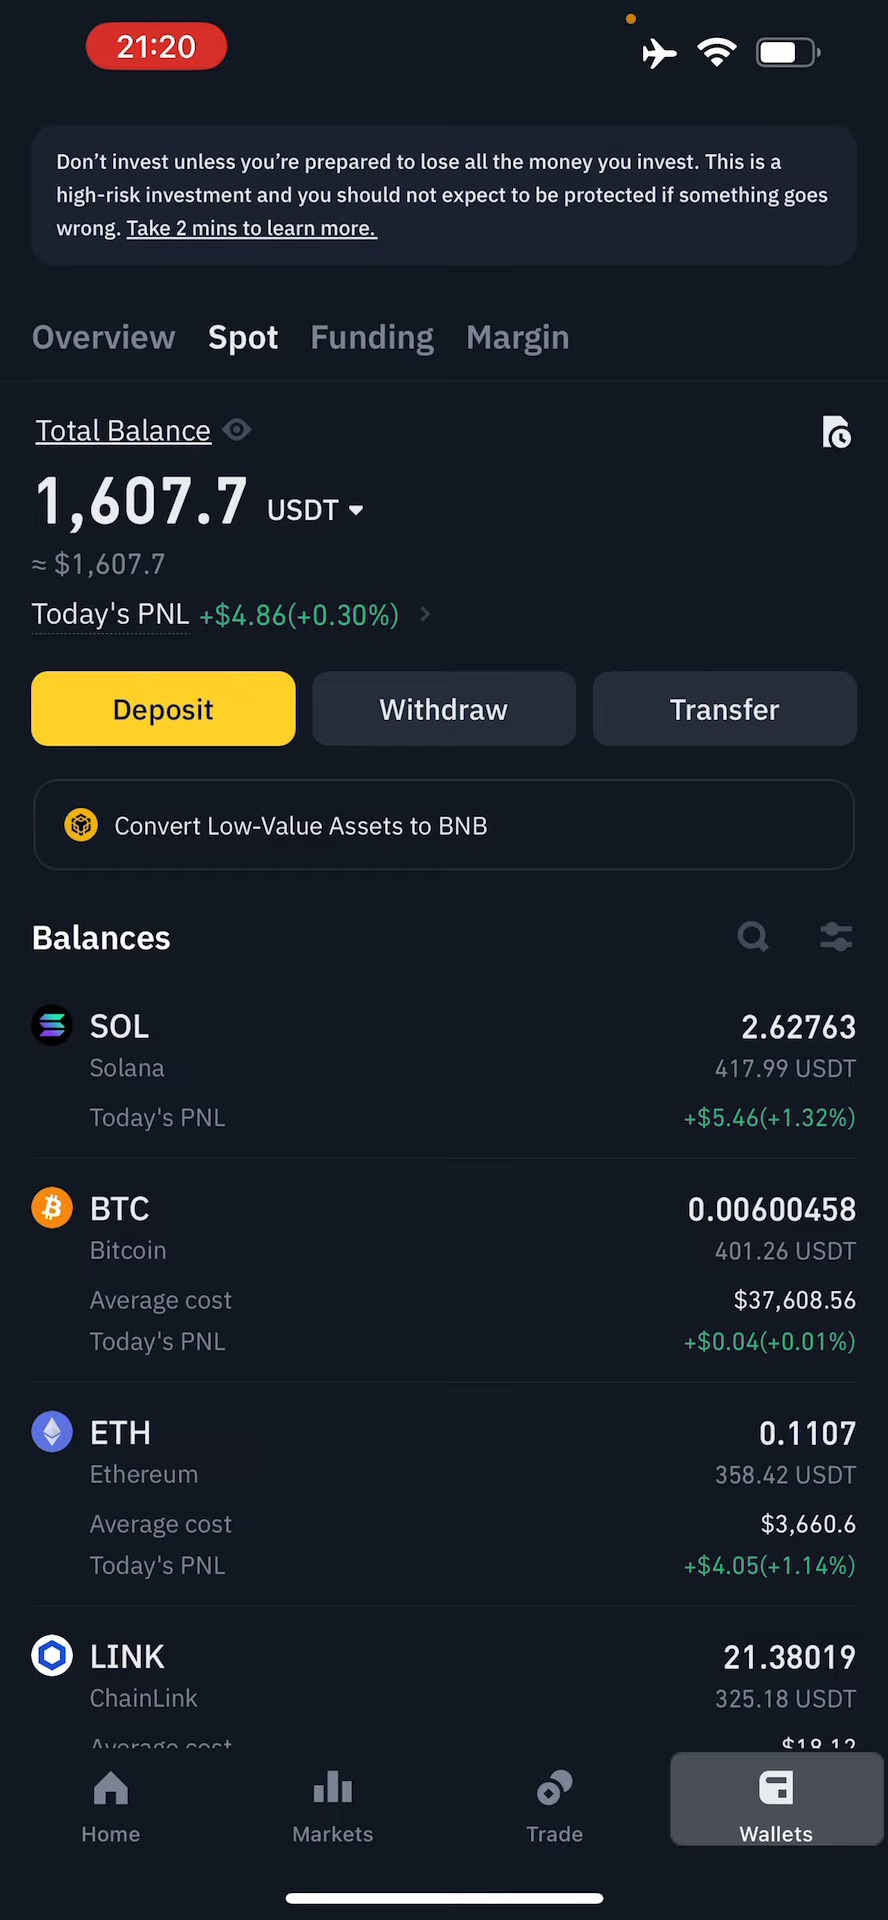 21:20
Don’t invest unless you’re prepared to lose all the money you invest. This is a
high-risk investment and you should not expect to be protected if something goes
wrong. Take 2 mins to learn more.
Overview Spot Funding Margin
Total Balance
1,607.7 USDT
≈ $1,607.7
Today's PNL +$4.86(+0.30%)
Deposit Withdraw Transfer
Convert Low-Value Assets to BNB
Balances
SOL 2.62763
Solana 417.99 USDT
Today's PNL +$5.46(+1.32%)
BTC 0.00600458
Bitcoin 401.26 USDT
Average cost $37,608.56
Today's PNL +$0.04(+0.01%)
ETH 0.1107
Ethereum 358.42 USDT
Average cost $3,660.6
Today's PNL +$4.05(+1.14%)
LINK 21.38019
ChainLink 325.18 USDT
Average cost $18.12
Home Markets Trade Wallets